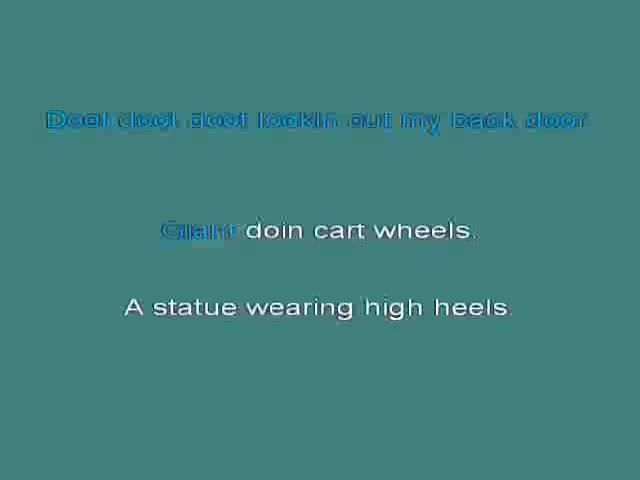 Doot doot doot lookin out my back door
Giant doin cart wheels.
A statue wearing high heels.